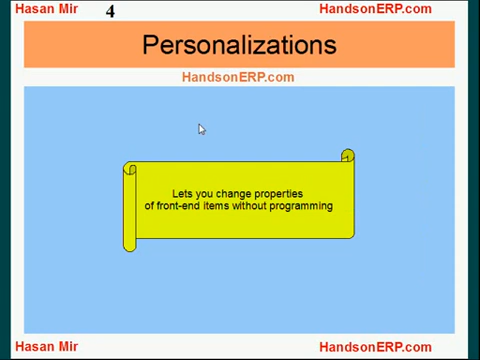 Hasan Mir 4 HandsonERP.com
Personalizations
HandsonERP.com
Lets you change properties
of front-end items without programming
Hasan Mir HandsonERP.com